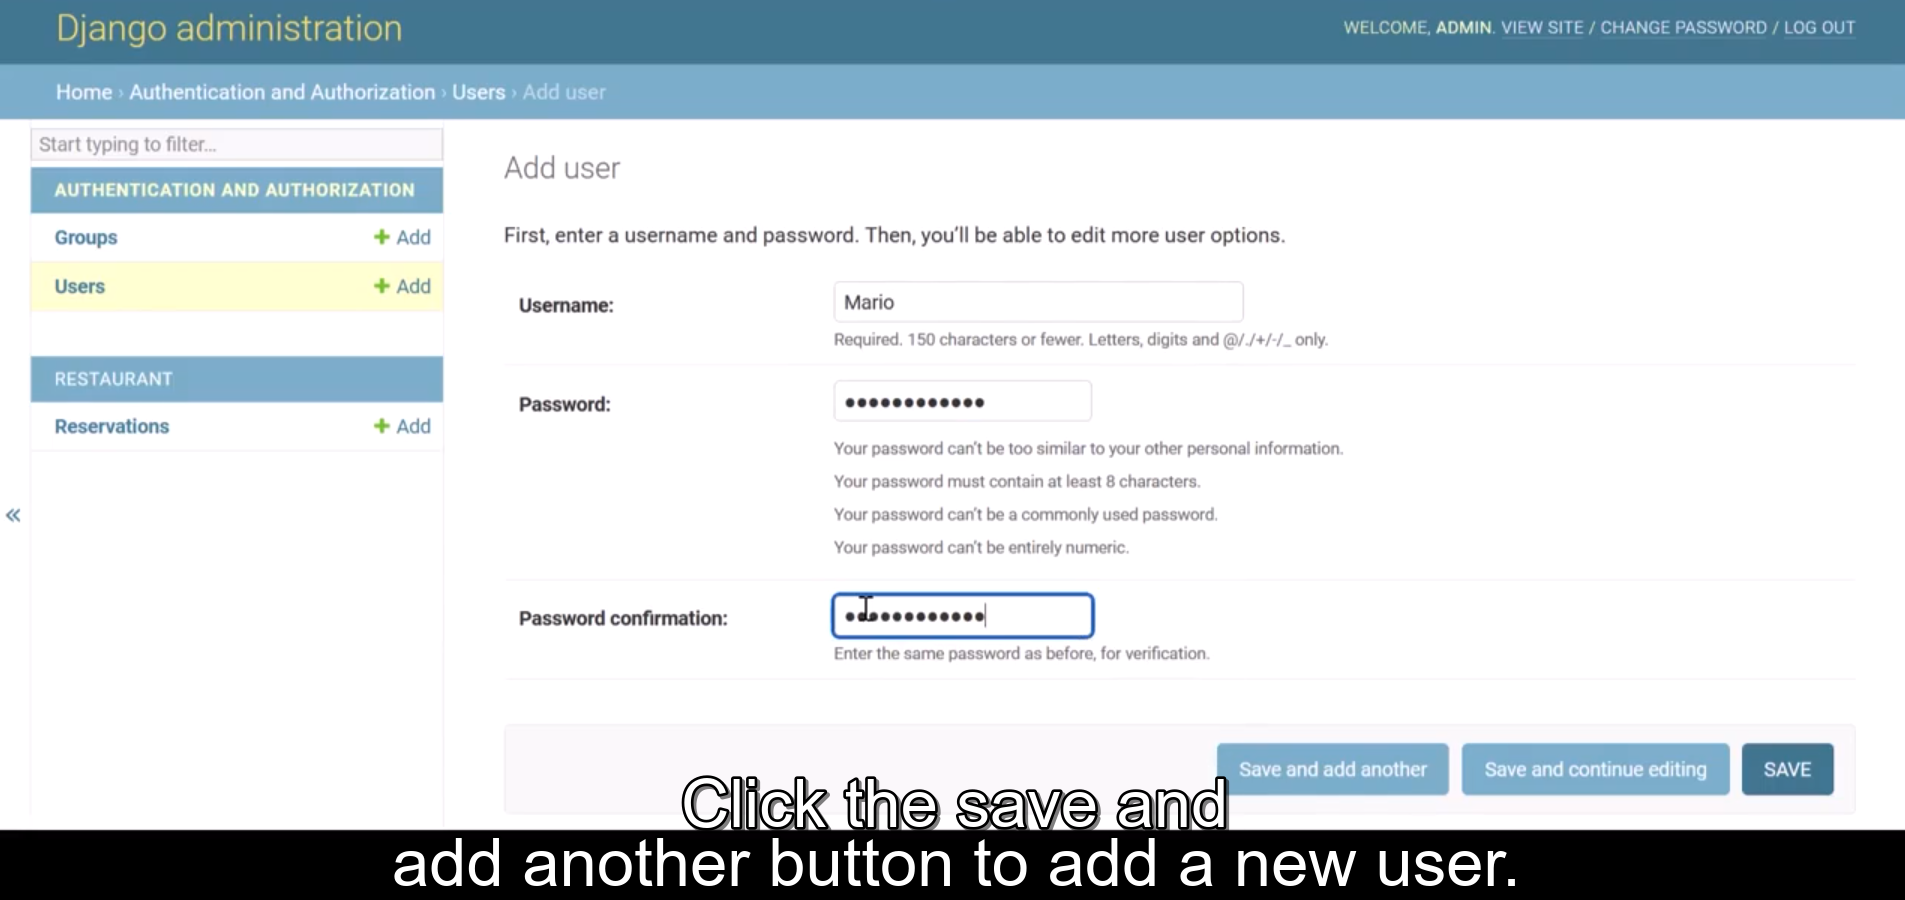 Django administration
WELCOME, ADMIN. VIEW SITE / CHANGE PASSWORD / LOG OUT
Home › Authentication and Authorization › Users › Add user
Start typing to filter...
AUTHENTICATION AND AUTHORIZATION
Groups + Add
Users + Add
RESTAURANT
Reservations + Add
«
Add user
First, enter a username and password. Then, you’ll be able to edit more user options.
Username: Mario
Required. 150 characters or fewer. Letters, digits and @/./+/-/_ only.
Password: ••••••••••••
Your password can’t be too similar to your other personal information.
Your password must contain at least 8 characters.
Your password can’t be a commonly used password.
Your password can’t be entirely numeric.
Password confirmation: ••••••••••••
Enter the same password as before, for verification.
Save and add another Save and continue editing SAVE
Click the save and
add another button to add a new user.